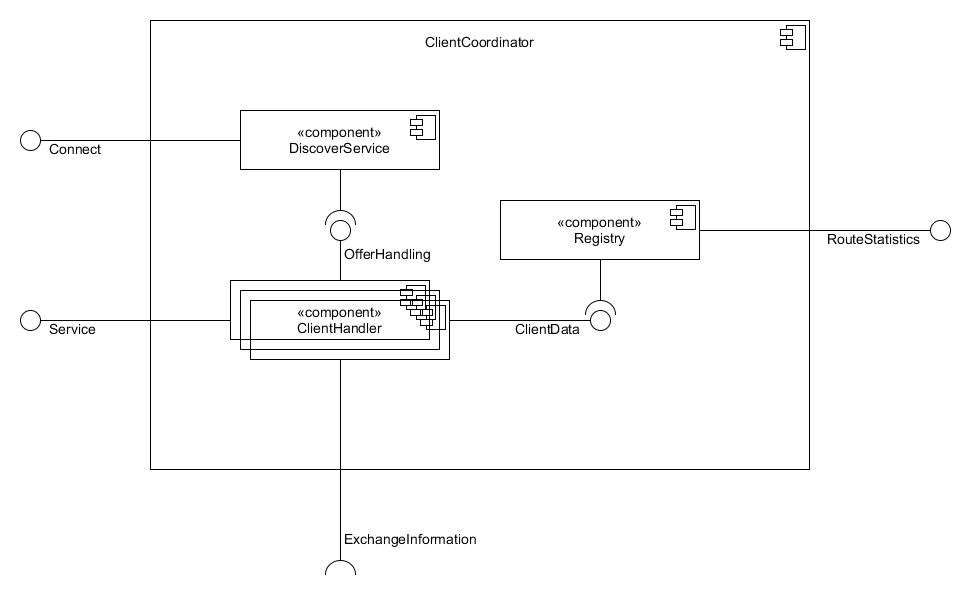 ClientCoordinator
«component»
DiscoverService
Connect
«component»
Registry
RouteStatistics
OfferHandling
«component»
ClientHandler
Service
ClientData
ExchangeInformation